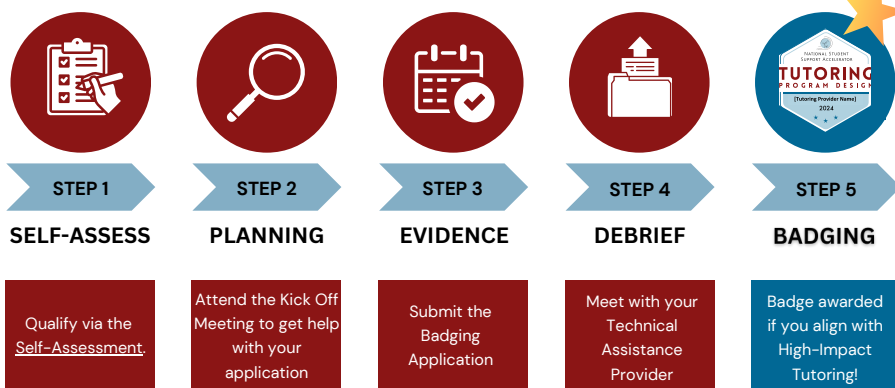 NATIONAL STUDENT
SUPPORT ACCELERATOR
TUTORING
PROGRAM DESIGN
[Tutoring Provider Name]
2024
STEP 1
STEP 2
STEP 3
STEP 4
STEP 5
SELF-ASSESS
PLANNING
EVIDENCE
DEBRIEF
BADGING
Qualify via the
Self-Assessment.
Attend the Kick Off
Meeting to get help
with your
application
Submit the
Badging
Application
Meet with your
Technical
Assistance
Provider
Badge awarded
if you align with
High-Impact
Tutoring!